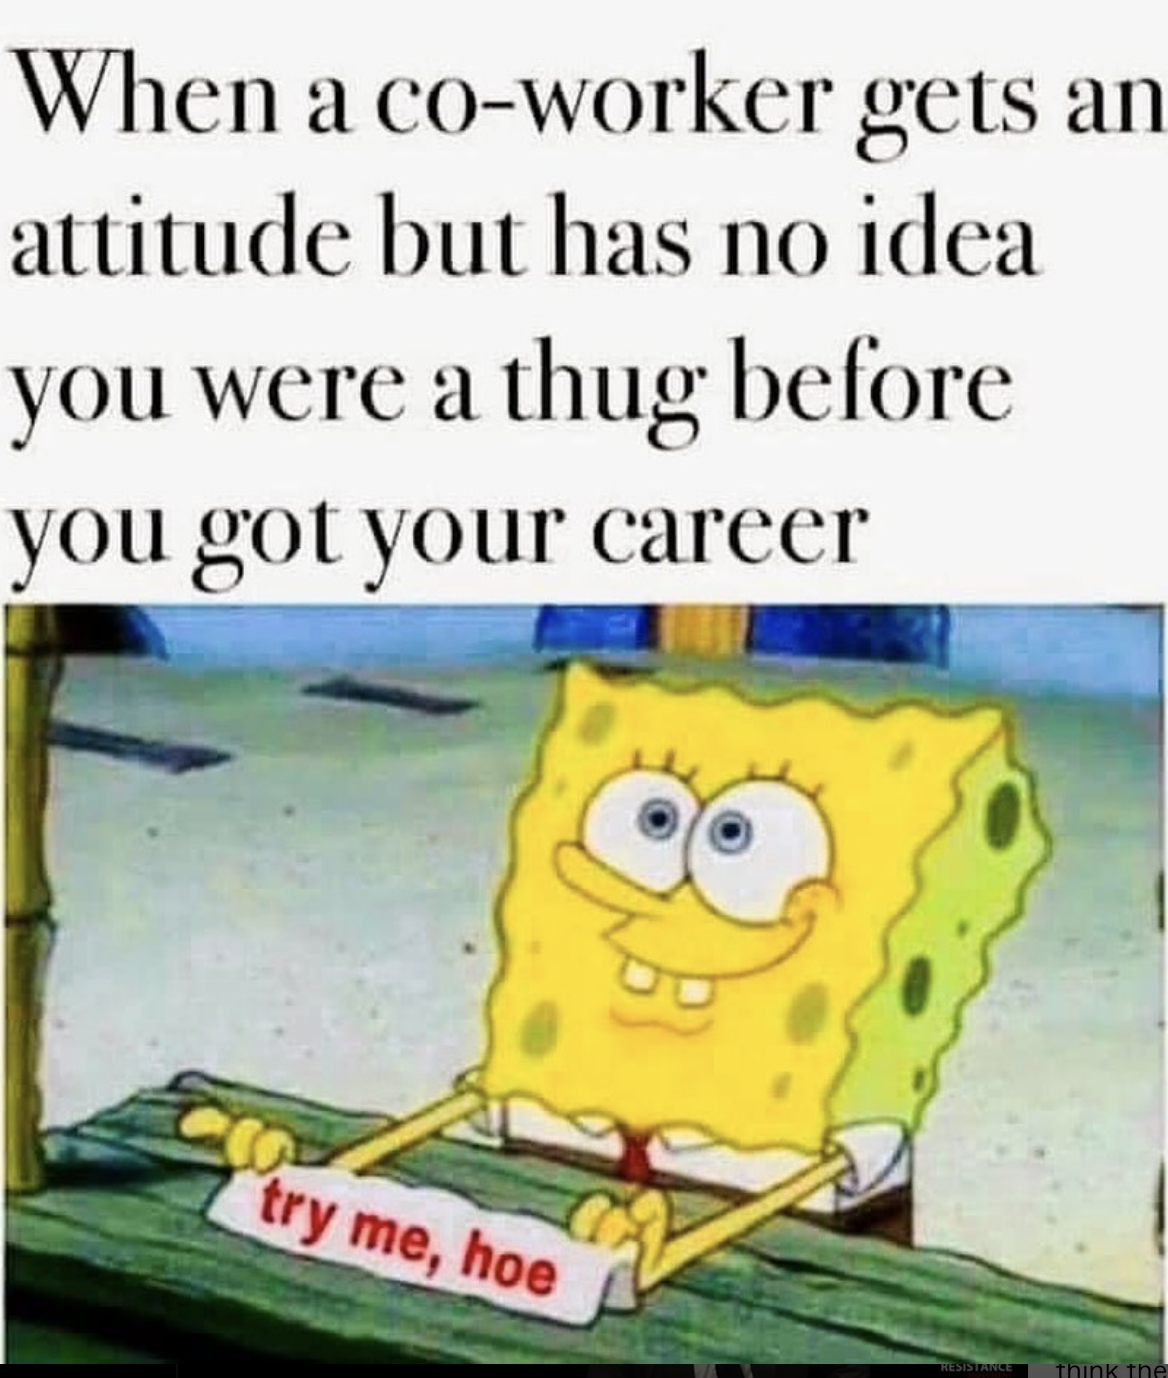 When a co-worker gets an
attitude but has no idea
you were a thug before
you got your career
try me, hoe
RESISTANCE
think the